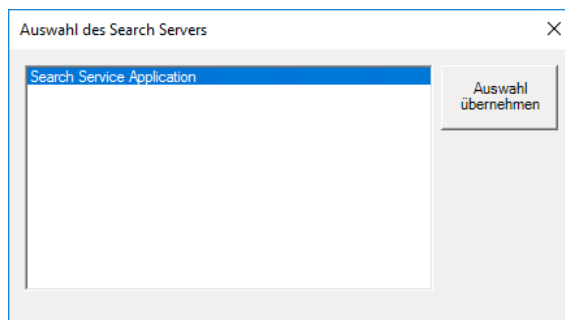 Auswahl des Search Servers
Search Service Application
Auswahl
übernehmen